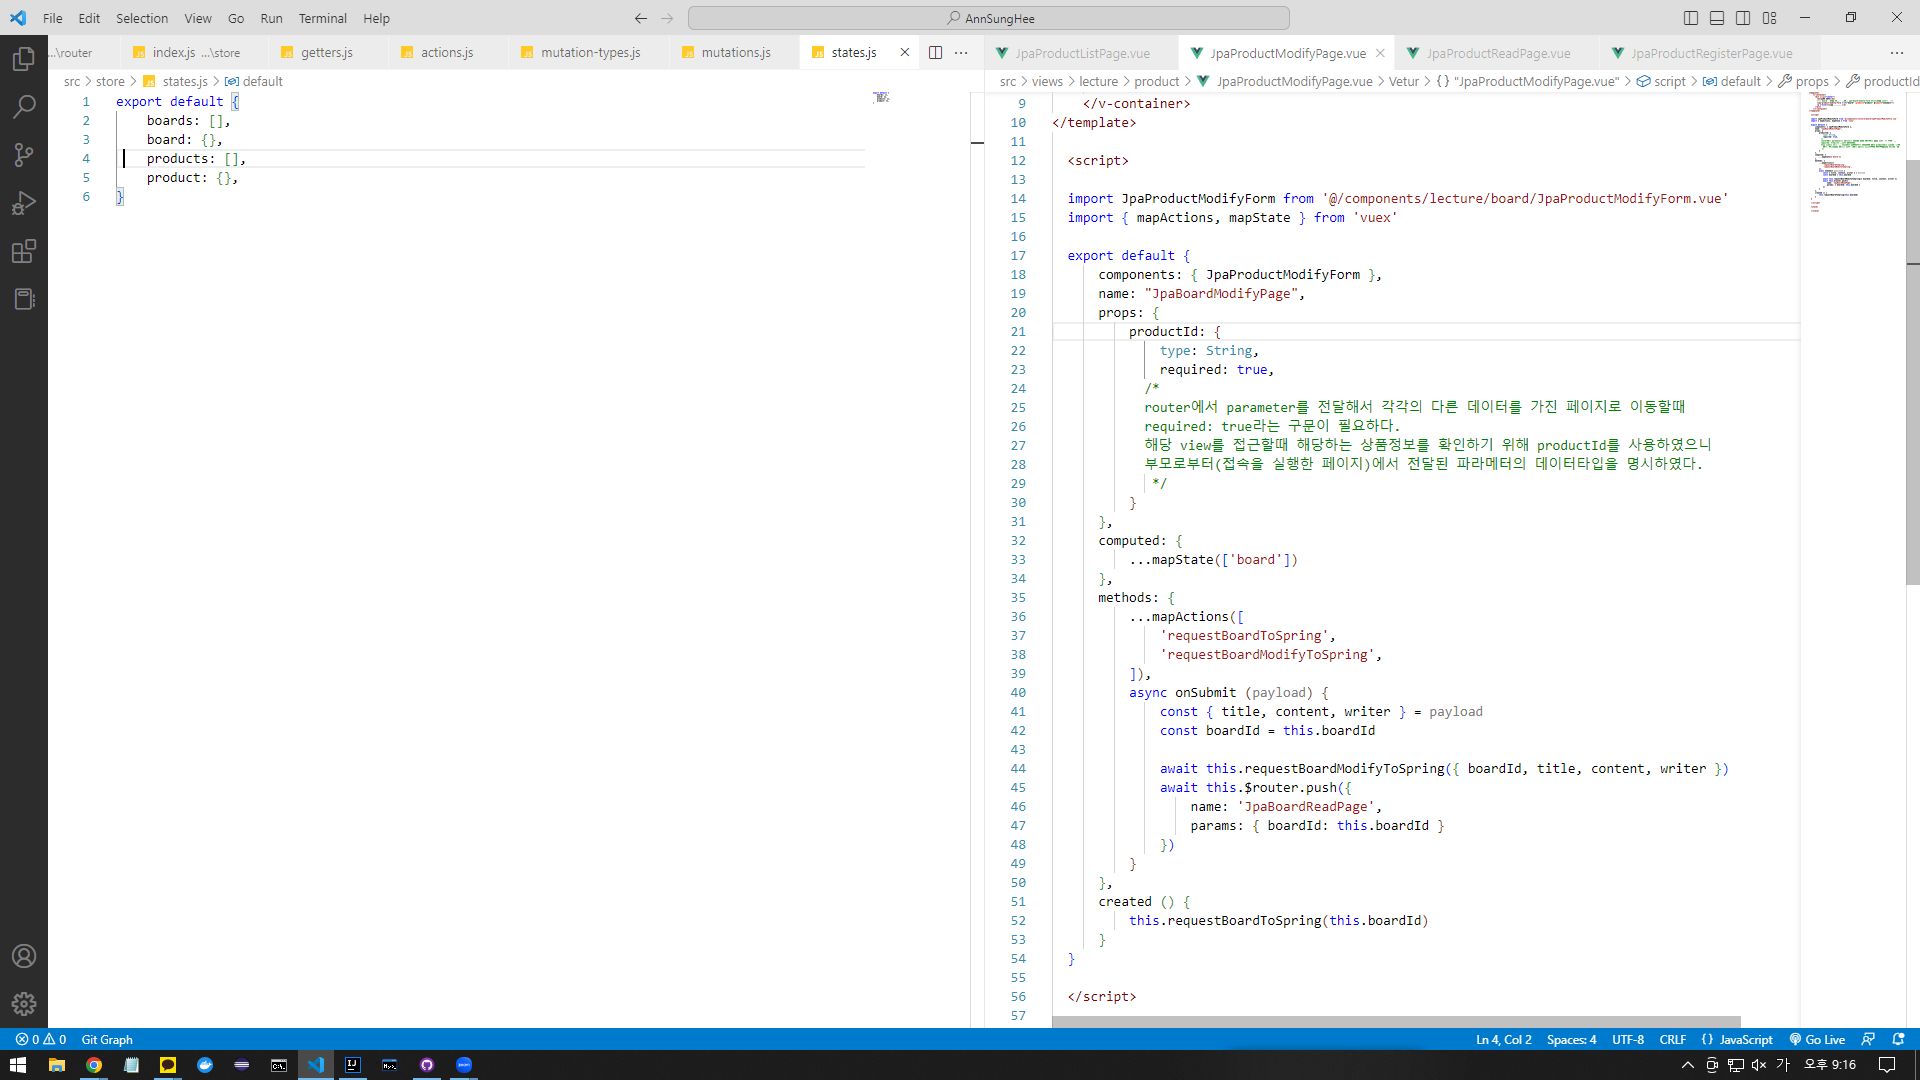 File Edit Selection View Go Run Terminal Help
AnnSungHee
...\router
index.js ...\store
getters.js
actions.js
mutation-types.js
mutations.js
states.js
JpaProductListPage.vue
JpaProductModifyPage.vue
JpaProductReadPage.vue
JpaProductRegisterPage.vue
src > store > states.js > default
src > views > lecture > product > JpaProductModifyPage.vue > Vetur > {} "JpaProductModifyPage.vue" > script > default > props > productId
1 export default {
2 boards: [],
3 board: {},
4 products: [],
5 product: {},
6 }
9 </v-container>
10 </template>
11
12 <script>
13
14 import JpaProductModifyForm from '@/components/lecture/board/JpaProductModifyForm.vue'
15 import { mapActions, mapState } from 'vuex'
16
17 export default {
18 components: { JpaProductModifyForm },
19 name: "JpaBoardModifyPage",
20 props: {
21 productId: {
22 type: String,
23 required: true,
24 /*
25 router에서 parameter를 전달해서 각각의 다른 데이터를 가진 페이지로 이동할때
26 required: true라는 구문이 필요하다.
27 해당 view를 접근할때 해당하는 상품정보를 확인하기 위해 productId를 사용하였으니
28 부모로부터(접속을 실행한 페이지)에서 전달된 파라메터의 데이터타입을 명시하였다.
29 */
30 }
31 },
32 computed: {
33 ...mapState(['board'])
34 },
35 methods: {
36 ...mapActions([
37 'requestBoardToSpring',
38 'requestBoardModifyToSpring',
39 ]),
40 async onSubmit (payload) {
41 const { title, content, writer } = payload
42 const boardId = this.boardId
43
44 await this.requestBoardModifyToSpring({ boardId, title, content, writer })
45 await this.$router.push({
46 name: 'JpaBoardReadPage',
47 params: { boardId: this.boardId }
48 })
49 }
50 },
51 created () {
52 this.requestBoardToSpring(this.boardId)
53 }
54 }
55
56 </script>
57
0 0 Git Graph
Ln 4, Col 2 Spaces: 4 UTF-8 CRLF {} JavaScript Go Live
가 오후 9:16